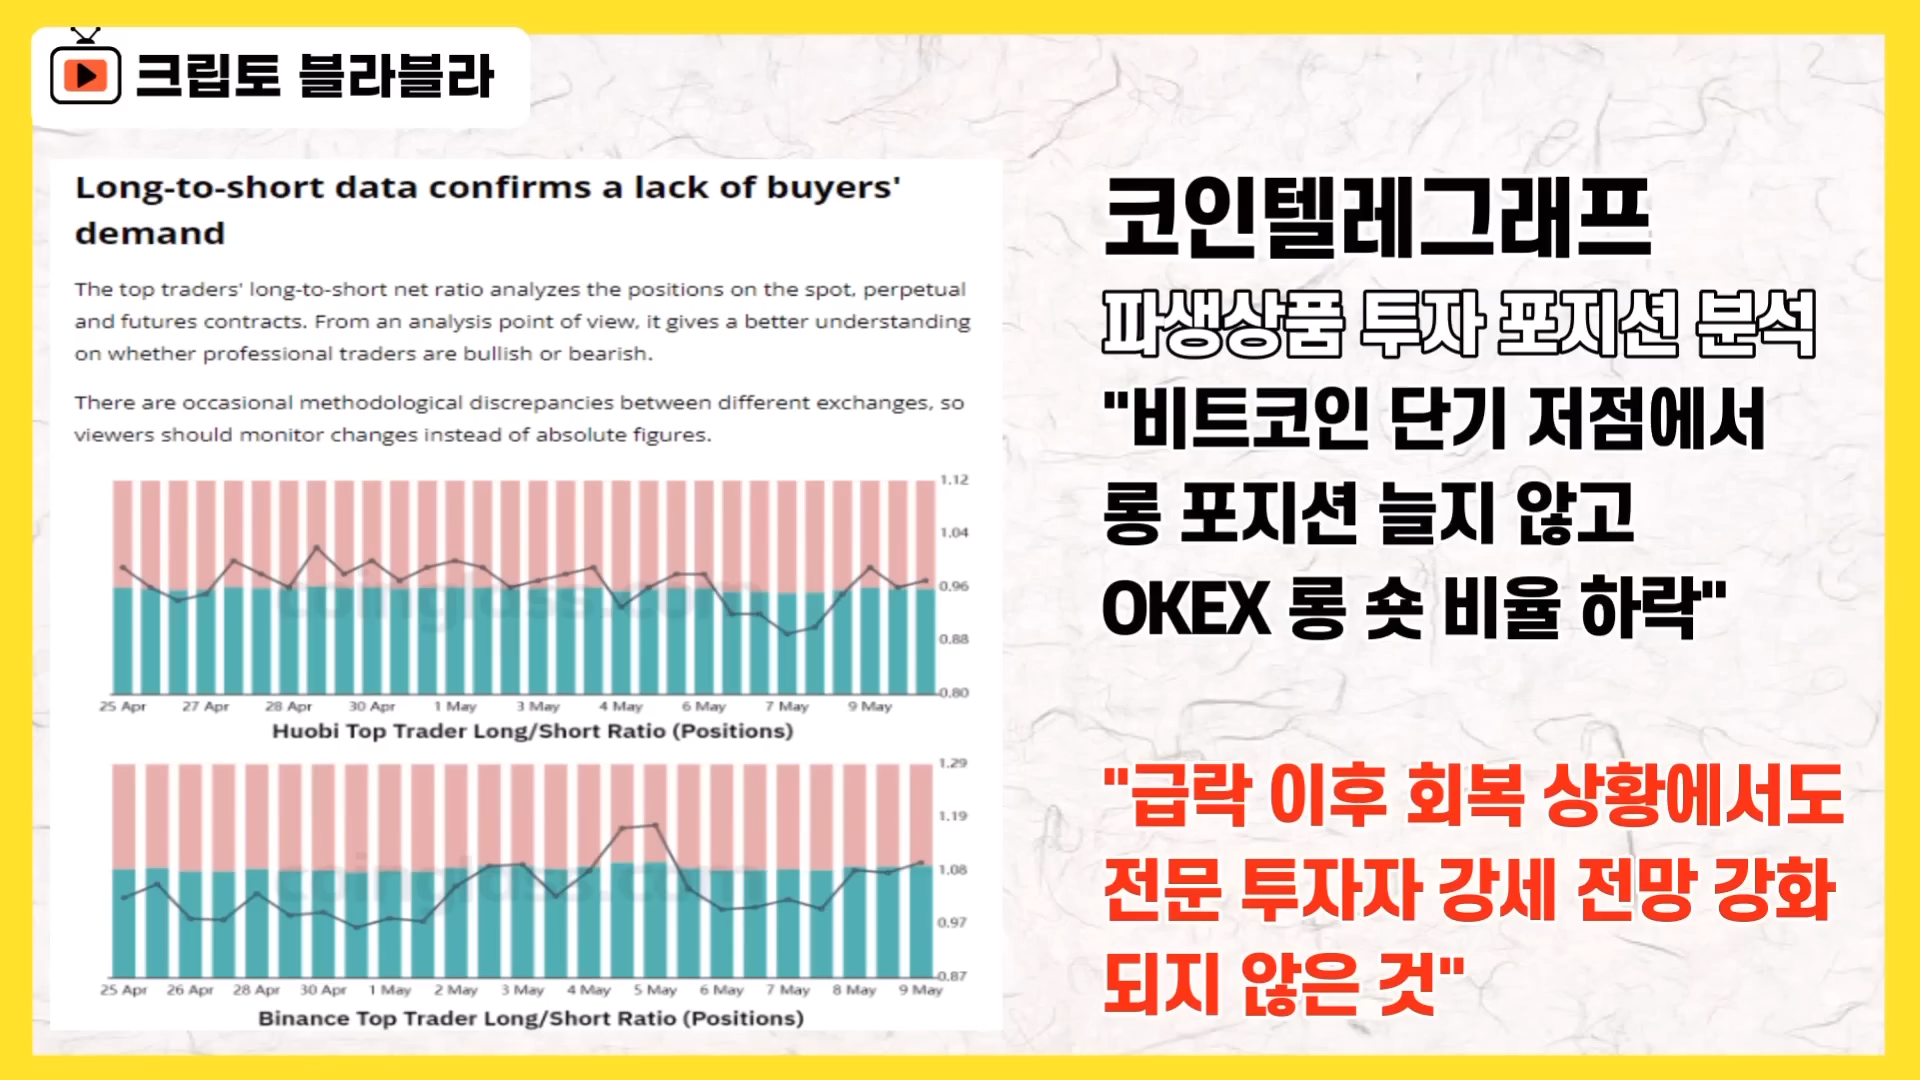 크립토 블라블라
Long-to-short data confirms a lack of buyers'
demand
The top traders' long-to-short net ratio analyzes the positions on the spot, perpetual
and futures contracts. From an analysis point of view, it gives a better understanding
on whether professional traders are bullish or bearish.
There are occasional methodological discrepancies between different exchanges, so
viewers should monitor changes instead of absolute figures.
1.12
1.04
0.96
0.88
0.80
coinglass.com
25 Apr 27 Apr 28 Apr 30 Apr 1 May 3 May 4 May 6 May 7 May 9 May
Huobi Top Trader Long/Short Ratio (Positions)
1.29
1.19
1.08
0.97
0.87
coinglass.com
25 Apr 26 Apr 28 Apr 30 Apr 1 May 2 May 3 May 4 May 5 May 6 May 7 May 8 May 9 May
Binance Top Trader Long/Short Ratio (Positions)
코인텔레그래프
파생상품 투자 포지션 분석
"비트코인 단기 저점에서
롱 포지션 늘지 않고
OKEX 롱 숏 비율 하락"
"급락 이후 회복 상황에서도
전문 투자자 강세 전망 강화
되지 않은 것"